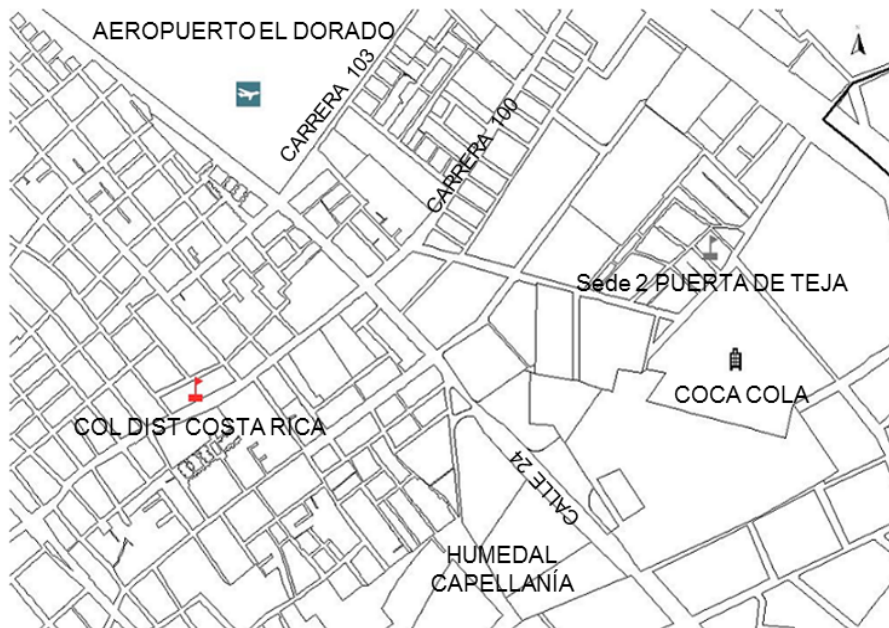 AEROPUERTO EL DORADO
CARRERA 103
CARRERA 100
Sede 2 PUERTA DE TEJA
COCA COLA
COL DIST COSTA RICA
CALLE 24
HUMEDAL
CAPELLANÍA